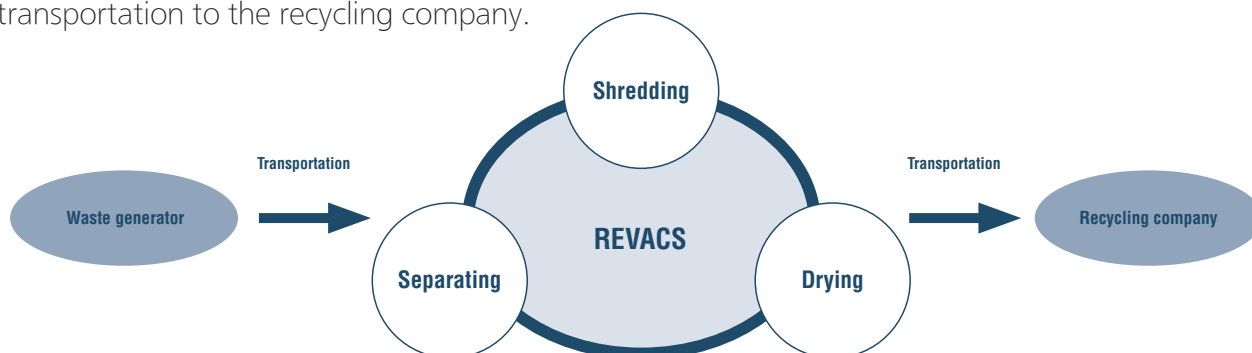 transportation to the recycling company.
Shredding
Transportation
Transportation
Waste generator
Recycling company
REVACS
Separating
Drying